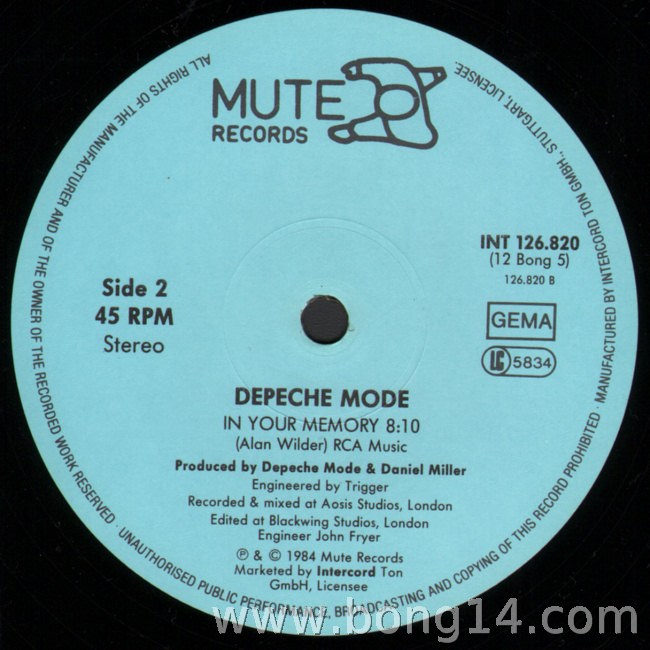 MUTE
RECORDS
INT 126.820
(12 Bong 5)
126.820 B
Side 2
45 RPM
Stereo
GEMA
LC 5834
DEPECHE MODE
IN YOUR MEMORY 8:10
(Alan Wilder) RCA Music
Produced by Depeche Mode & Daniel Miller
Engineered by Trigger
Recorded & mixed at Aosis Studios, London
Edited at Blackwing Studios, London
Engineer John Fryer
℗ & © 1984 Mute Records
Marketed by Intercord Ton
GmbH, Licensee
ALL RIGHTS OF THE MANUFACTURER AND OF THE OWNER OF THE RECORDED WORK RESERVED · UNAUTHORISED PUBLIC PERFORMANCE, BROADCASTING AND COPYING OF THIS RECORD PROHIBITED · MANUFACTURED BY INTERCORD TON GMBH., STUTTGART, LICENSEE.
www.bong14.com